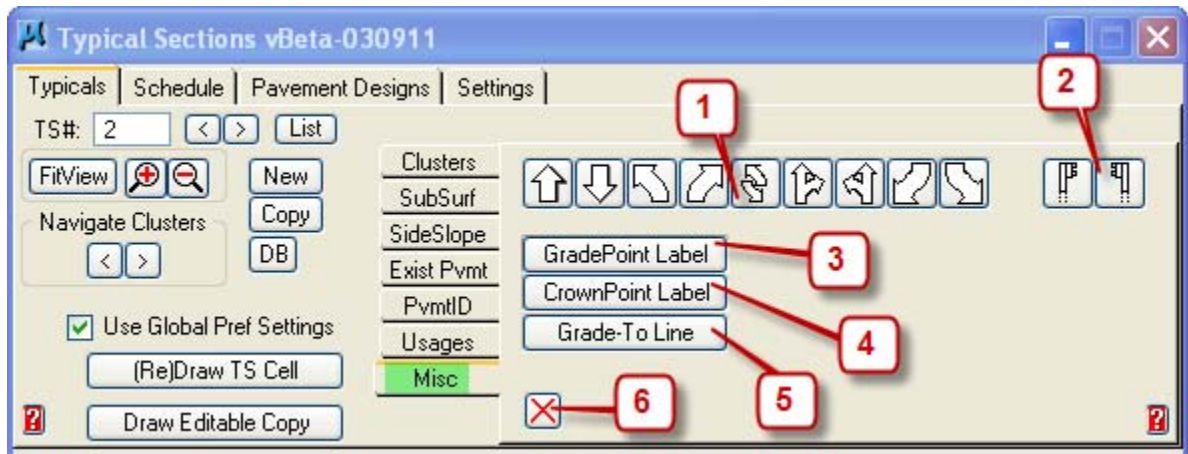 Typical Sections vBeta-030911
Typicals Schedule Pavement Designs Settings
1
2
TS#: 2 < > List
FitView
New
Copy
DB
Navigate Clusters
< >
Use Global Pref Settings
(Re)Draw TS Cell
Draw Editable Copy
?
Clusters
SubSurf
SideSlope
Exist Pvmt
PvmtID
Usages
Misc
GradePoint Label
3
CrownPoint Label
4
Grade-To Line
5
6
?